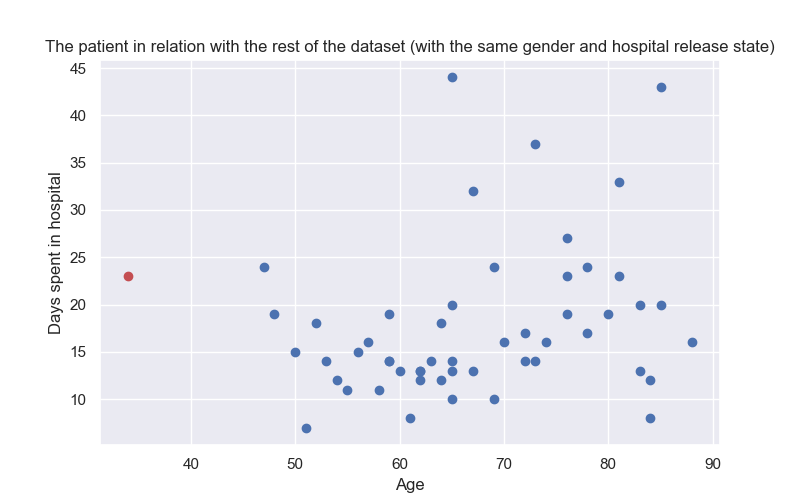 The patient in relation with the rest of the dataset (with the same gender and hospital release state)
45
40
35
30
25
20
15
10
Days spent in hospital
40 50 60 70 80 90
Age